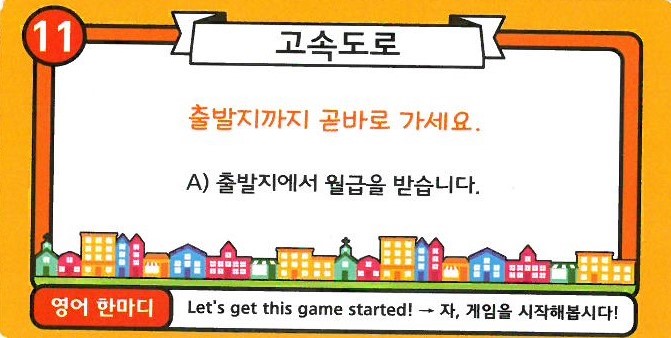 11
고속도로
출발지까지 곧바로 가세요.
A) 출발지에서 월급을 받습니다.
영어 한마디
Let's get this game started! → 자, 게임을 시작해봅시다!